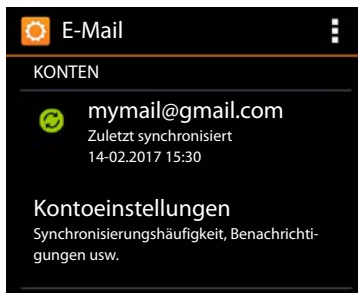 E-Mail
KONTEN
mymail@gmail.com
Zuletzt synchronisiert
14-02.2017 15:30
Kontoeinstellungen
Synchronisierungshäufigkeit, Benachrichti-
gungen usw.